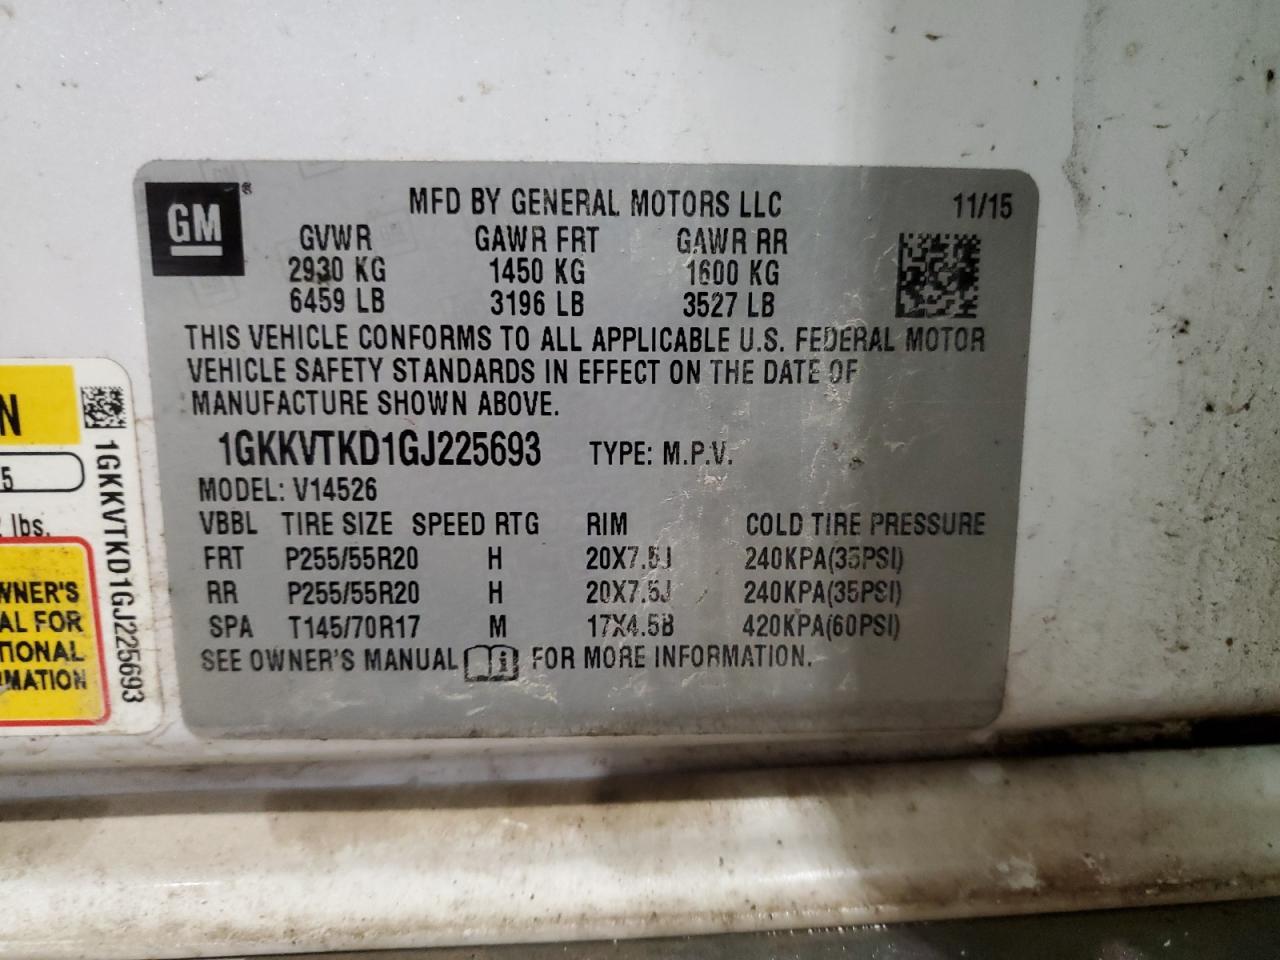 GM®
MFD BY GENERAL MOTORS LLC 11/15
GVWR GAWR FRT GAWR RR
2930 KG 1450 KG 1600 KG
6459 LB 3196 LB 3527 LB
THIS VEHICLE CONFORMS TO ALL APPLICABLE U.S. FEDERAL MOTOR
VEHICLE SAFETY STANDARDS IN EFFECT ON THE DATE OF
MANUFACTURE SHOWN ABOVE.
1GKKVTKD1GJ225693 TYPE: M.P.V.
MODEL: V14526
VBBL TIRE SIZE SPEED RTG RIM COLD TIRE PRESSURE
FRT P255/55R20 H 20X7.5J 240KPA(35PSI)
RR P255/55R20 H 20X7.5J 240KPA(35PSI)
SPA T145/70R17 M 17X4.5B 420KPA(60PSI)
SEE OWNER'S MANUAL i FOR MORE INFORMATION.
N
5
lbs.
WNER'S
AL FOR
TIONAL
RMATION
1GKKVTKD1GJ225693